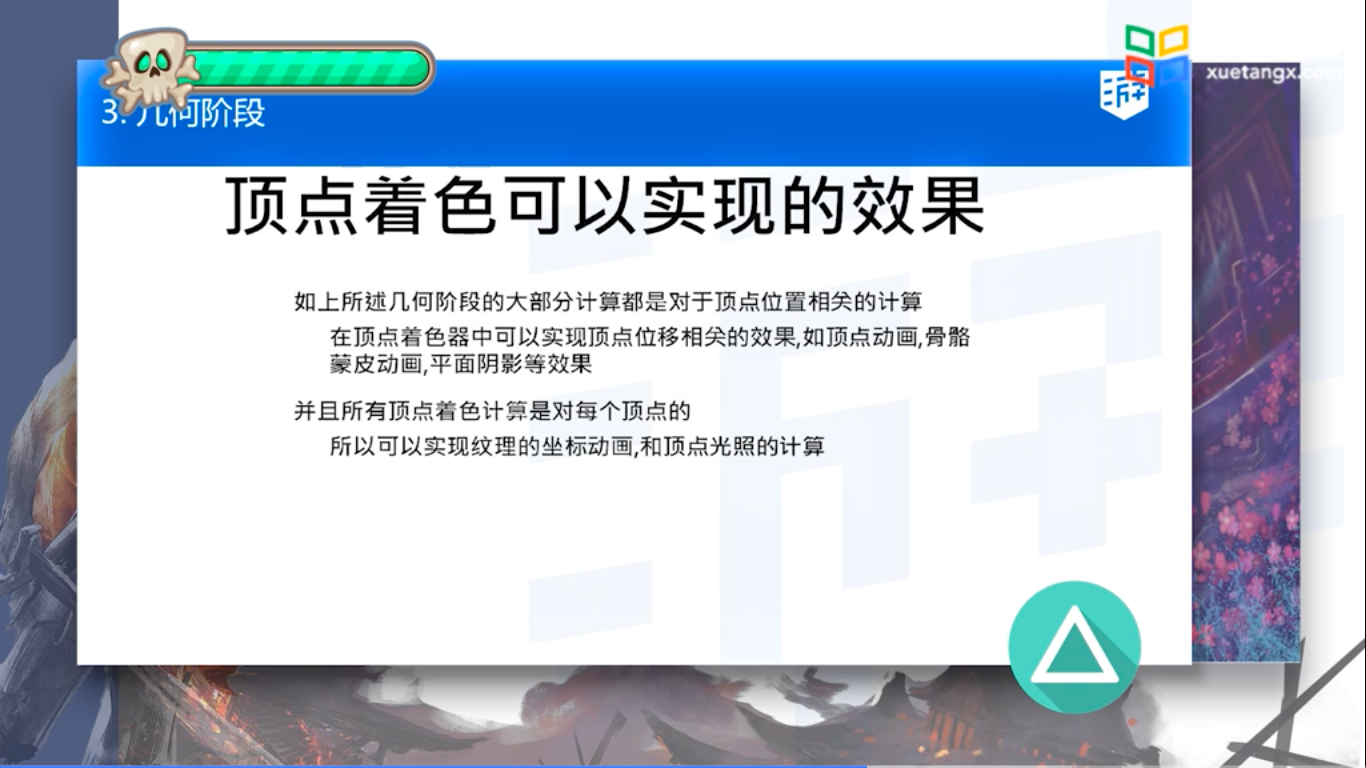 xuetangx.com
3. 几何阶段
游
顶点着色可以实现的效果
如上所述几何阶段的大部分计算都是对于顶点位置相关的计算
在顶点着色器中可以实现顶点位移相关的效果,如顶点动画,骨骼
蒙皮动画,平面阴影等效果
并且所有顶点着色计算是对每个顶点的
所以可以实现纹理的坐标动画,和顶点光照的计算